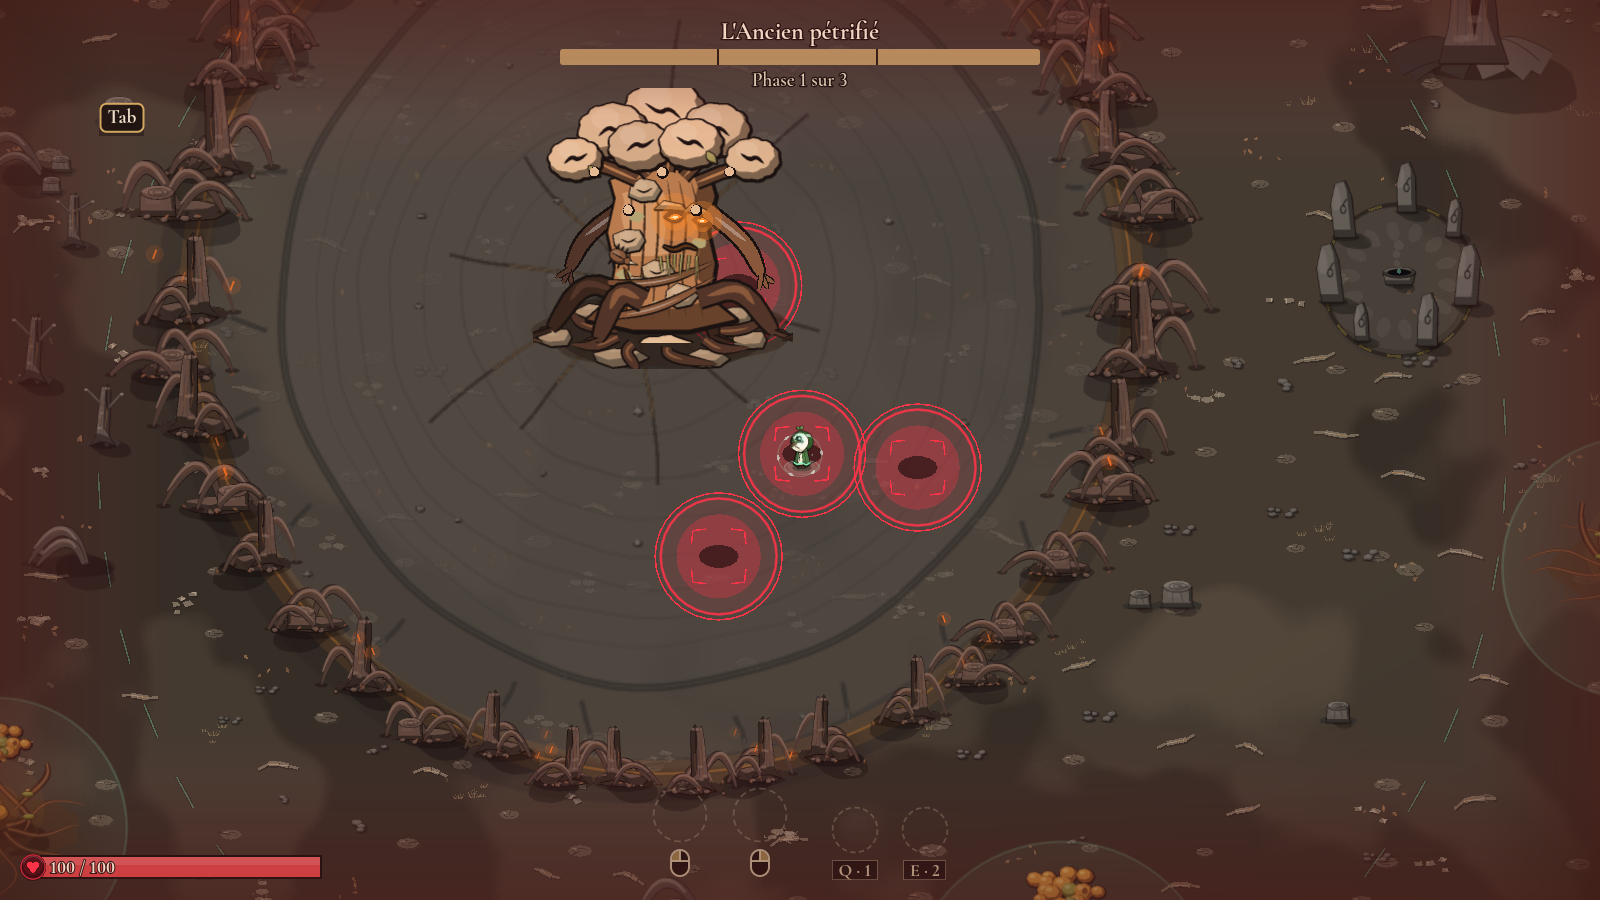 L'Ancien pétrifié
Phase 1 sur 3
Tab
100 / 100
Q · 1
E · 2